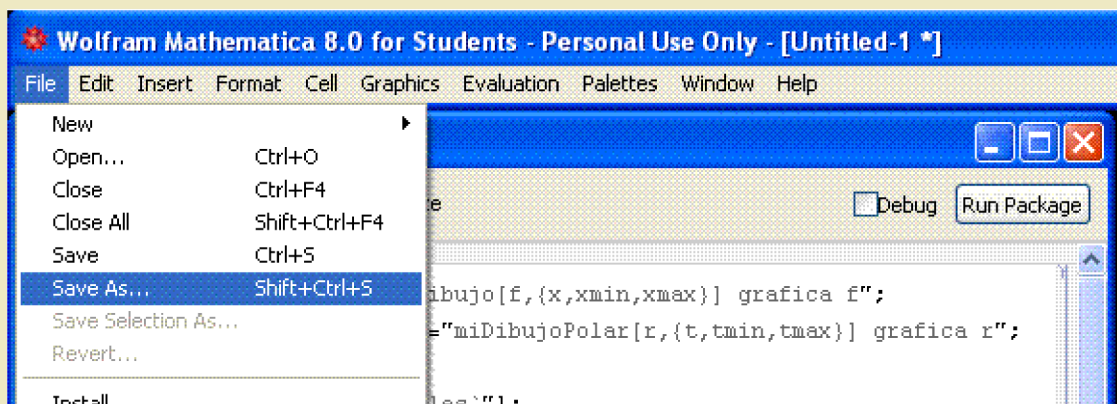 Wolfram Mathematica 8.0 for Students - Personal Use Only - [Untitled-1 *]
File Edit Insert Format Cell Graphics Evaluation Palettes Window Help
New
Open... Ctrl+O
Close Ctrl+F4
Close All Shift+Ctrl+F4
Debug Run Package
Save Ctrl+S
Save As... Shift+Ctrl+S
ibujo[f,{x,xmin,xmax}] grafica f";
Save Selection As...
="miDibujoPolar[r,{t,tmin,tmax}] grafica r";
Revert...
Install